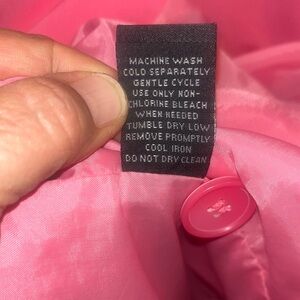 MACHINE WASH
COLD SEPARATELY
GENTLE CYCLE
USE ONLY NON-
CHLORINE BLEACH
WHEN NEEDED
TUMBLE DRY LOW
REMOVE PROMPTLY
COOL IRON
DO NOT DRY CLEAN